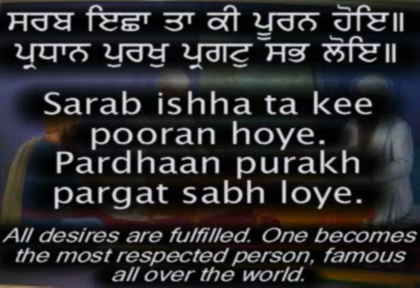 ਸਰਬ ਇਛਾ ਤਾ ਕੀ ਪੂਰਨ ਹੋਇ॥
ਪ੍ਰਧਾਨ ਪੁਰਖੁ ਪ੍ਰਗਟੁ ਸਭ ਲੋਇ॥
Sarab ishha ta kee
pooran hoye.
Pardhaan purakh
pargat sabh loye.
All desires are fulfilled. One becomes
the most respected person, famous
all over the world.